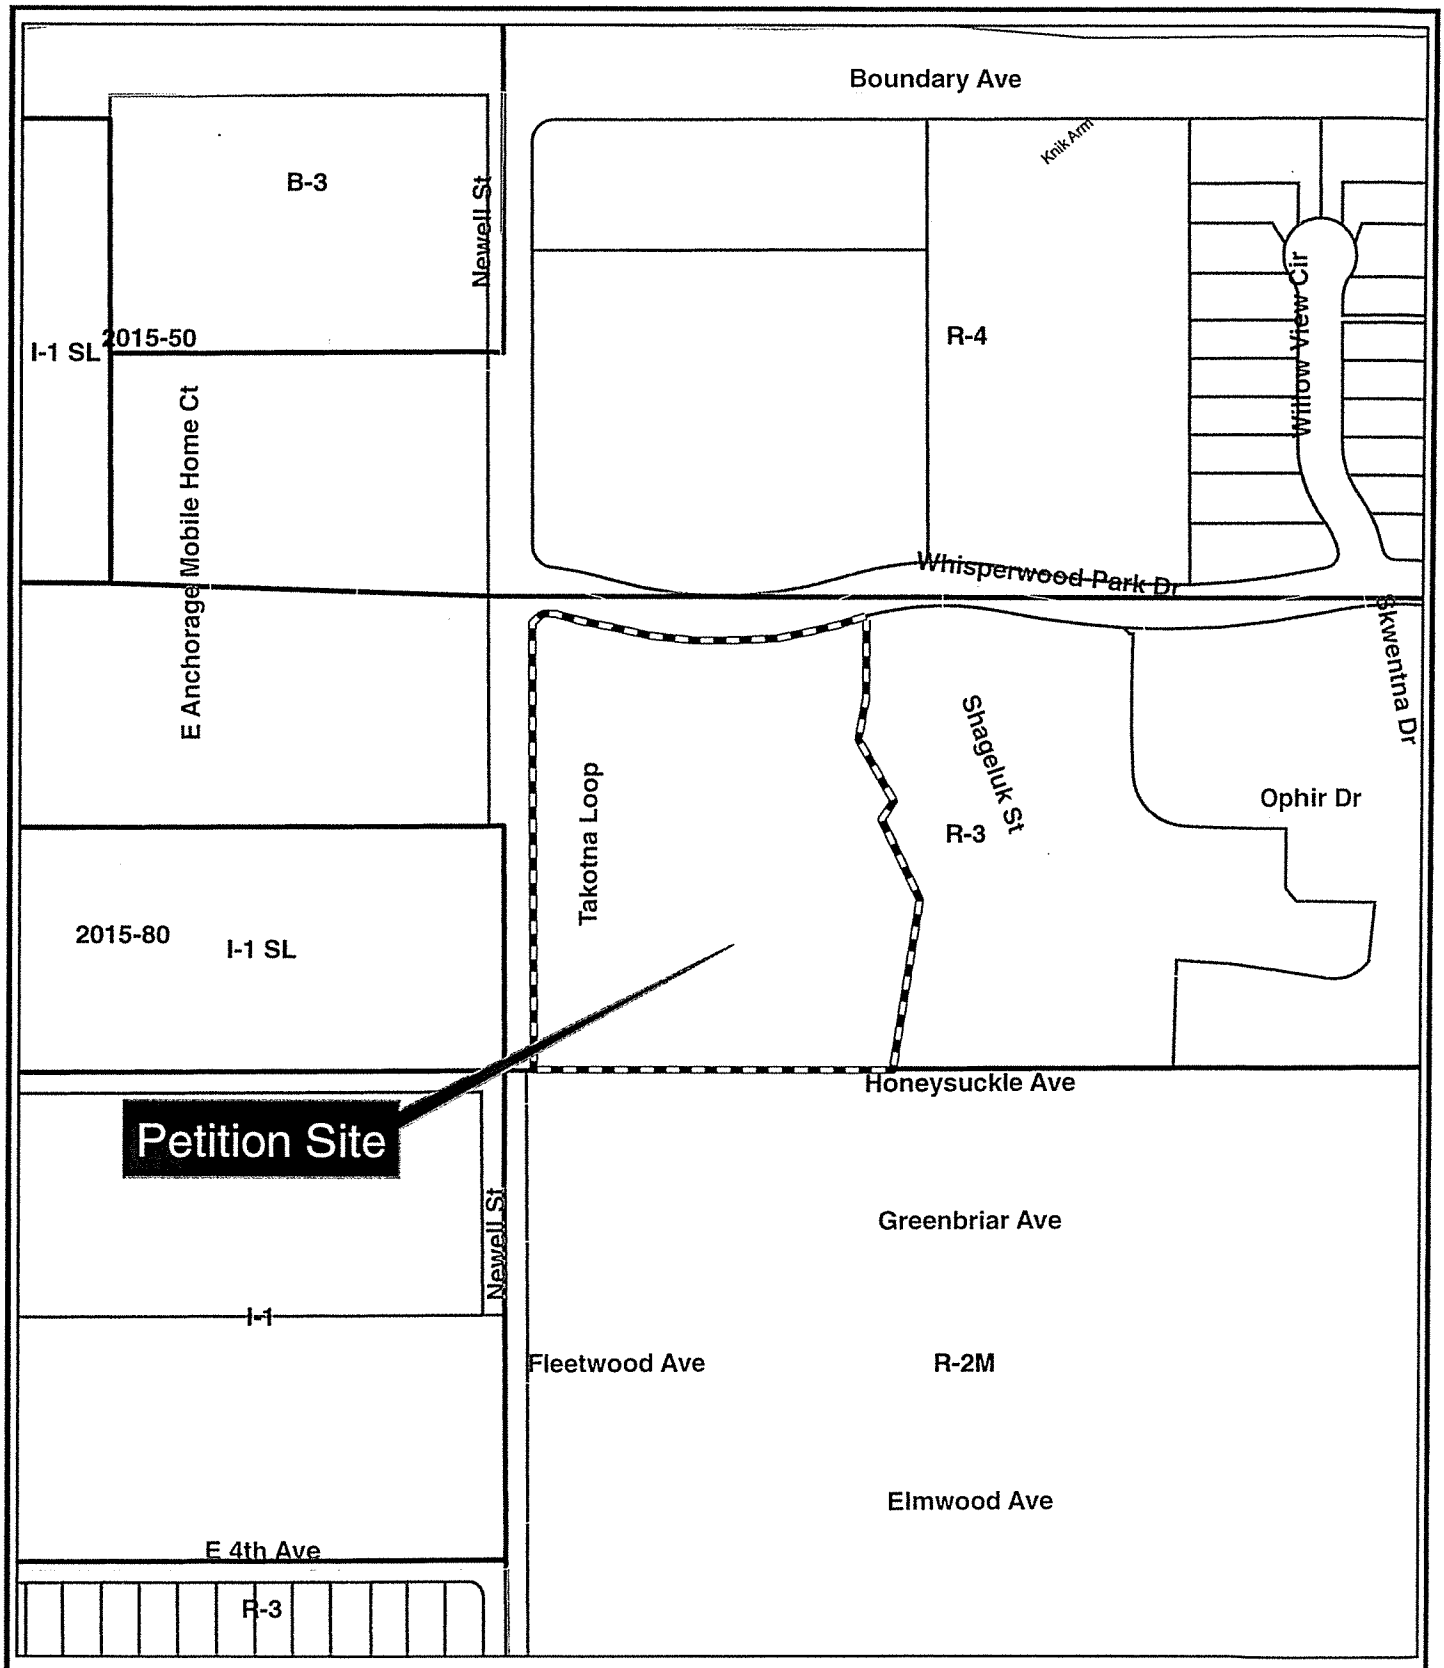 Boundary Ave
Knik Arm
B-3
Newell St
2015-50
I-1 SL
R-4
Willow View Cir
E Anchorage Mobile Home Ct
Whisperwood Park Dr
Skwentna Dr
Shageluk St
Takotna Loop
Ophir Dr
R-3
2015-80
I-1 SL
Honeysuckle Ave
Petition Site
Newell St
Greenbriar Ave
I-1
Fleetwood Ave
R-2M
Elmwood Ave
E 4th Ave
R-3